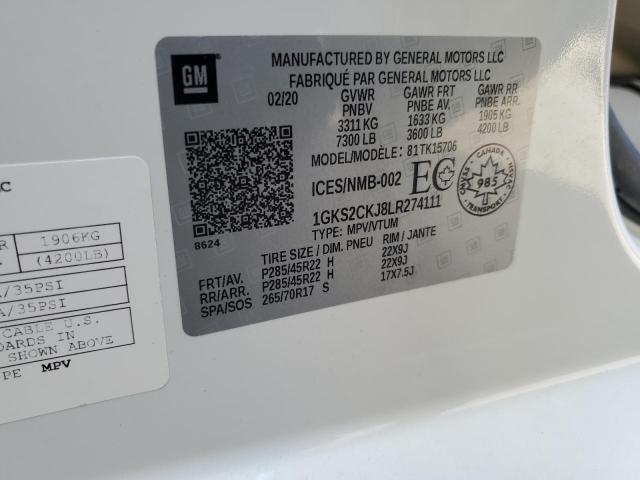 GM
MANUFACTURED BY GENERAL MOTORS LLC
FABRIQUÉ PAR GENERAL MOTORS LLC
02/20 GVWR GAWR FRT GAWR RR
PNBV PNBE AV. PNBE ARR.
3311 KG 1633 KG 1905 KG
7300 LB 3600 LB 4200 LB
MODEL/MODÈLE: 81TK15706
ICES/NMB-002 EC CANADA 985
1GKS2CKJ8LR274111
8624 TYPE: MPV/VTUM
TIRE SIZE / DIM. PNEU RIM / JANTE
FRT/AV. P285/45R22 H 22X9J
RR/ARR. P285/45R22 H 22X9J
SPA/SOS 265/70R17 S 17X7.5J
C
R 1906KG
(4200LB)
/35PSI
/35PSI
CABLE U.S.
DARDS IN
SHOWN ABOVE
PE MPV